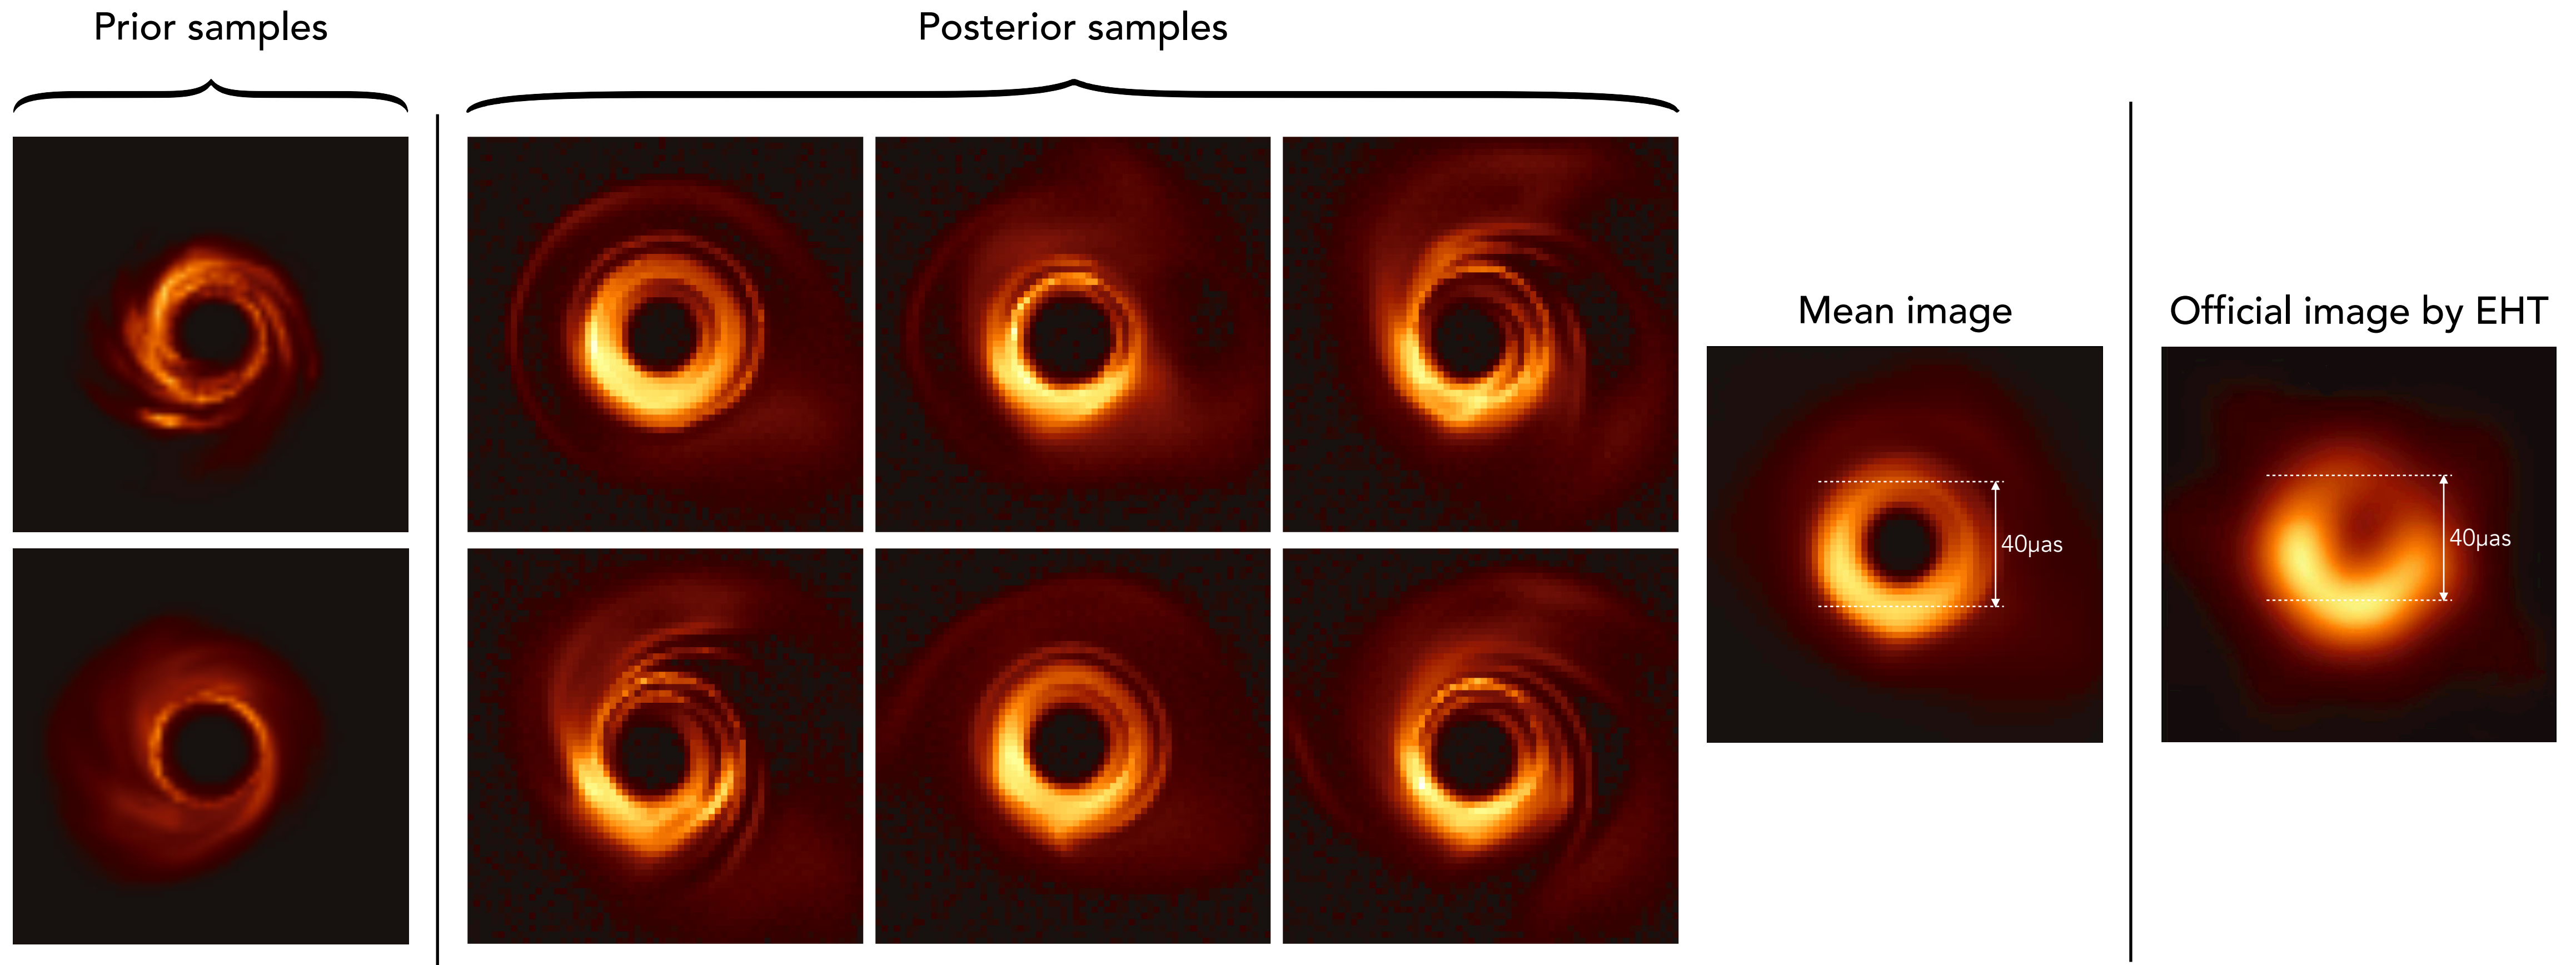 Prior samples
Posterior samples
Mean image
Official image by EHT
40µas
40µas